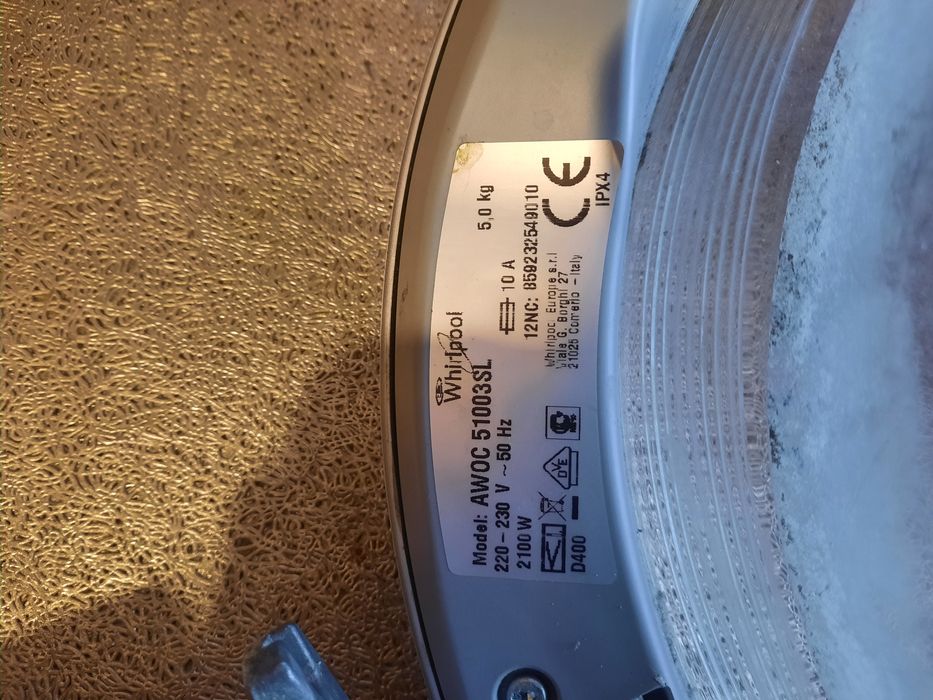 Whirlpool
Model: AWOC 51003SL 5,0 kg
220 – 230 V ~ 50 Hz
2100 W 10 A
12NC: 859232549010
Europe s.r.l
Viale G. Borghi 27
21025 Comerio - Italy
D400
DVE
CE
IPX4